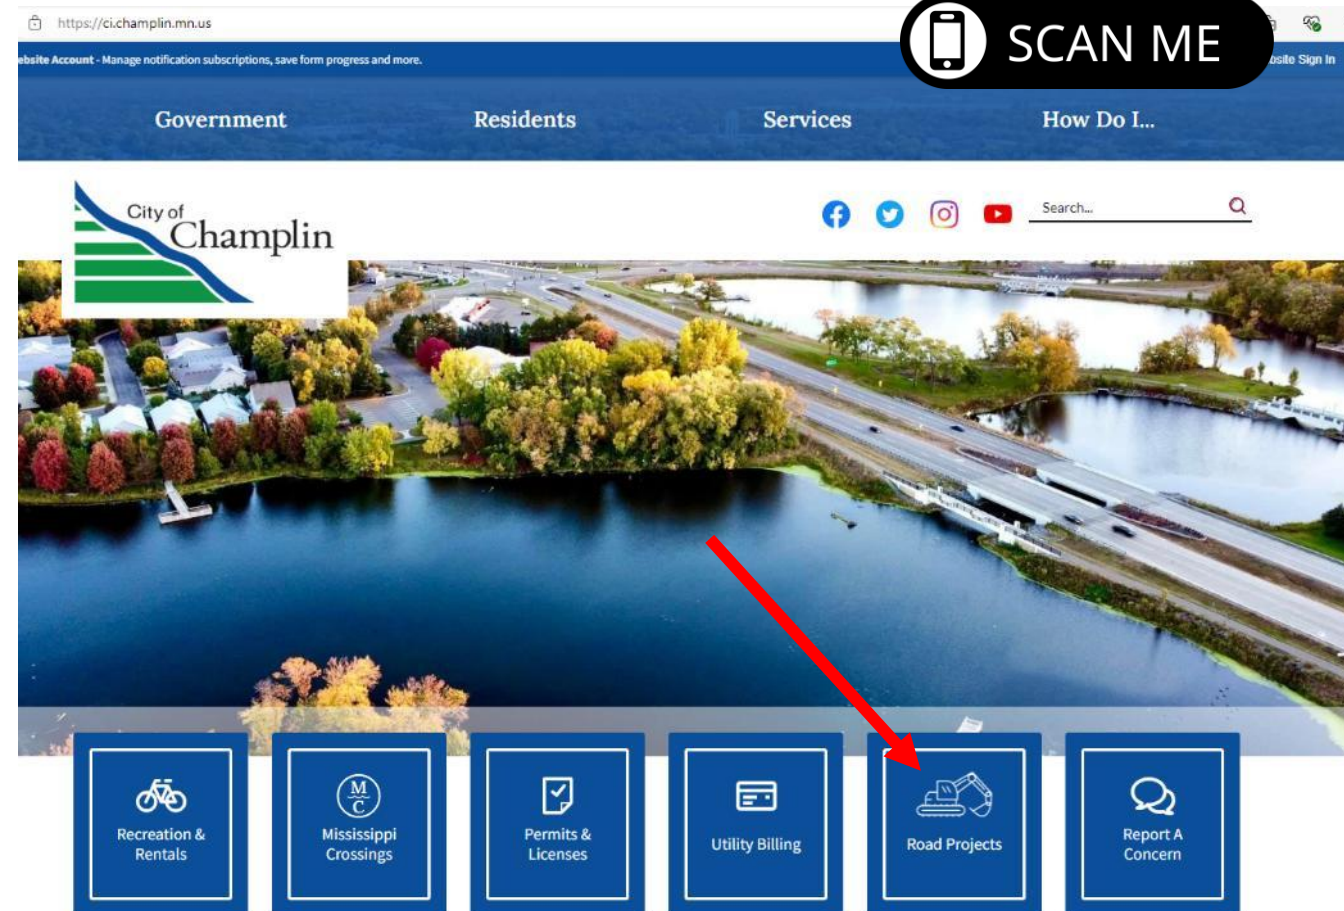 https://ci.champlin.mn.us
SCAN ME
ebsite Account - Manage notification subscriptions, save form progress and more.
bsite Sign In
Government
Residents
Services
How Do I...
City of
Champlin
Search...
Recreation &
Rentals
M
C
Mississippi
Crossings
Permits &
Licenses
Utility Billing
Road Projects
Report A
Concern